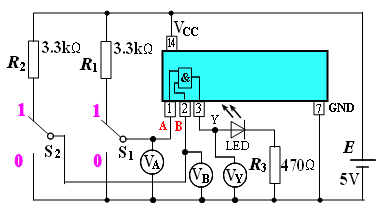 VCC
14
3.3kΩ
3.3kΩ
R2
R1
&
1
1
1 2 3
7
GND
A B
Y
S2
S1
LED
0
0
VA
VB
VY
R3
470Ω
E
5V